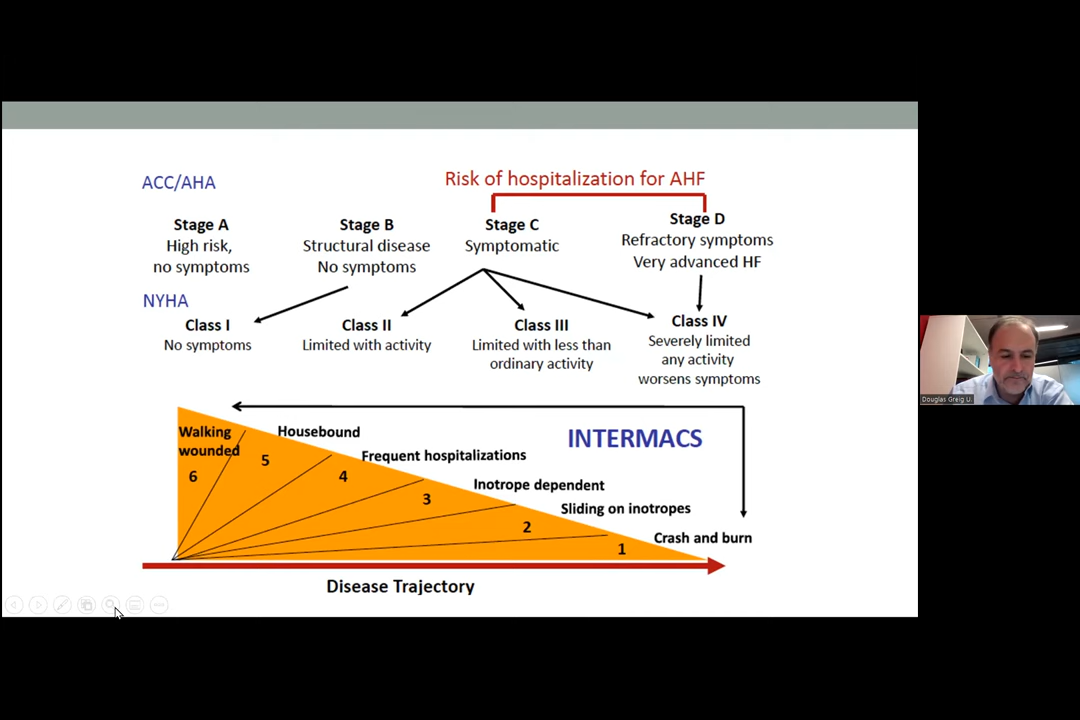 ACC/AHA
Risk of hospitalization for AHF
Stage A
High risk,
no symptoms
Stage B
Structural disease
No symptoms
Stage C
Symptomatic
Stage D
Refractory symptoms
Very advanced HF
NYHA
Class I
No symptoms
Class II
Limited with activity
Class III
Limited with less than
ordinary activity
Class IV
Severely limited
any activity
worsens symptoms
INTERMACS
Walking
wounded
6
Housebound
5
Frequent hospitalizations
4
Inotrope dependent
3
Sliding on inotropes
2
Crash and burn
1
Disease Trajectory
Douglas Greig U.